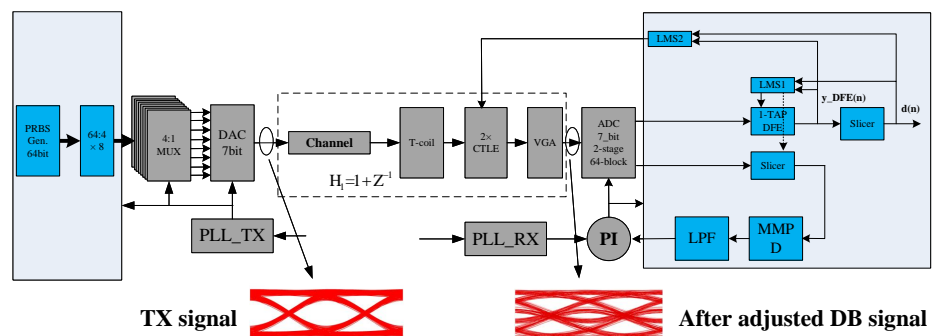 PRBS
Gen.
64bit
64:4
× 8
4:1
MUX
DAC
7bit
Channel
T-coil
2×
CTLE
VGA
H₁=1+Z⁻¹
ADC
7_bit
2-stage
64-block
LMS2
LMS1
1-TAP
DFE
y_DFE(n)
Slicer
d(n)
Slicer
PLL_TX
PLL_RX
PI
LPF
MMP
D
TX signal
After adjusted DB signal